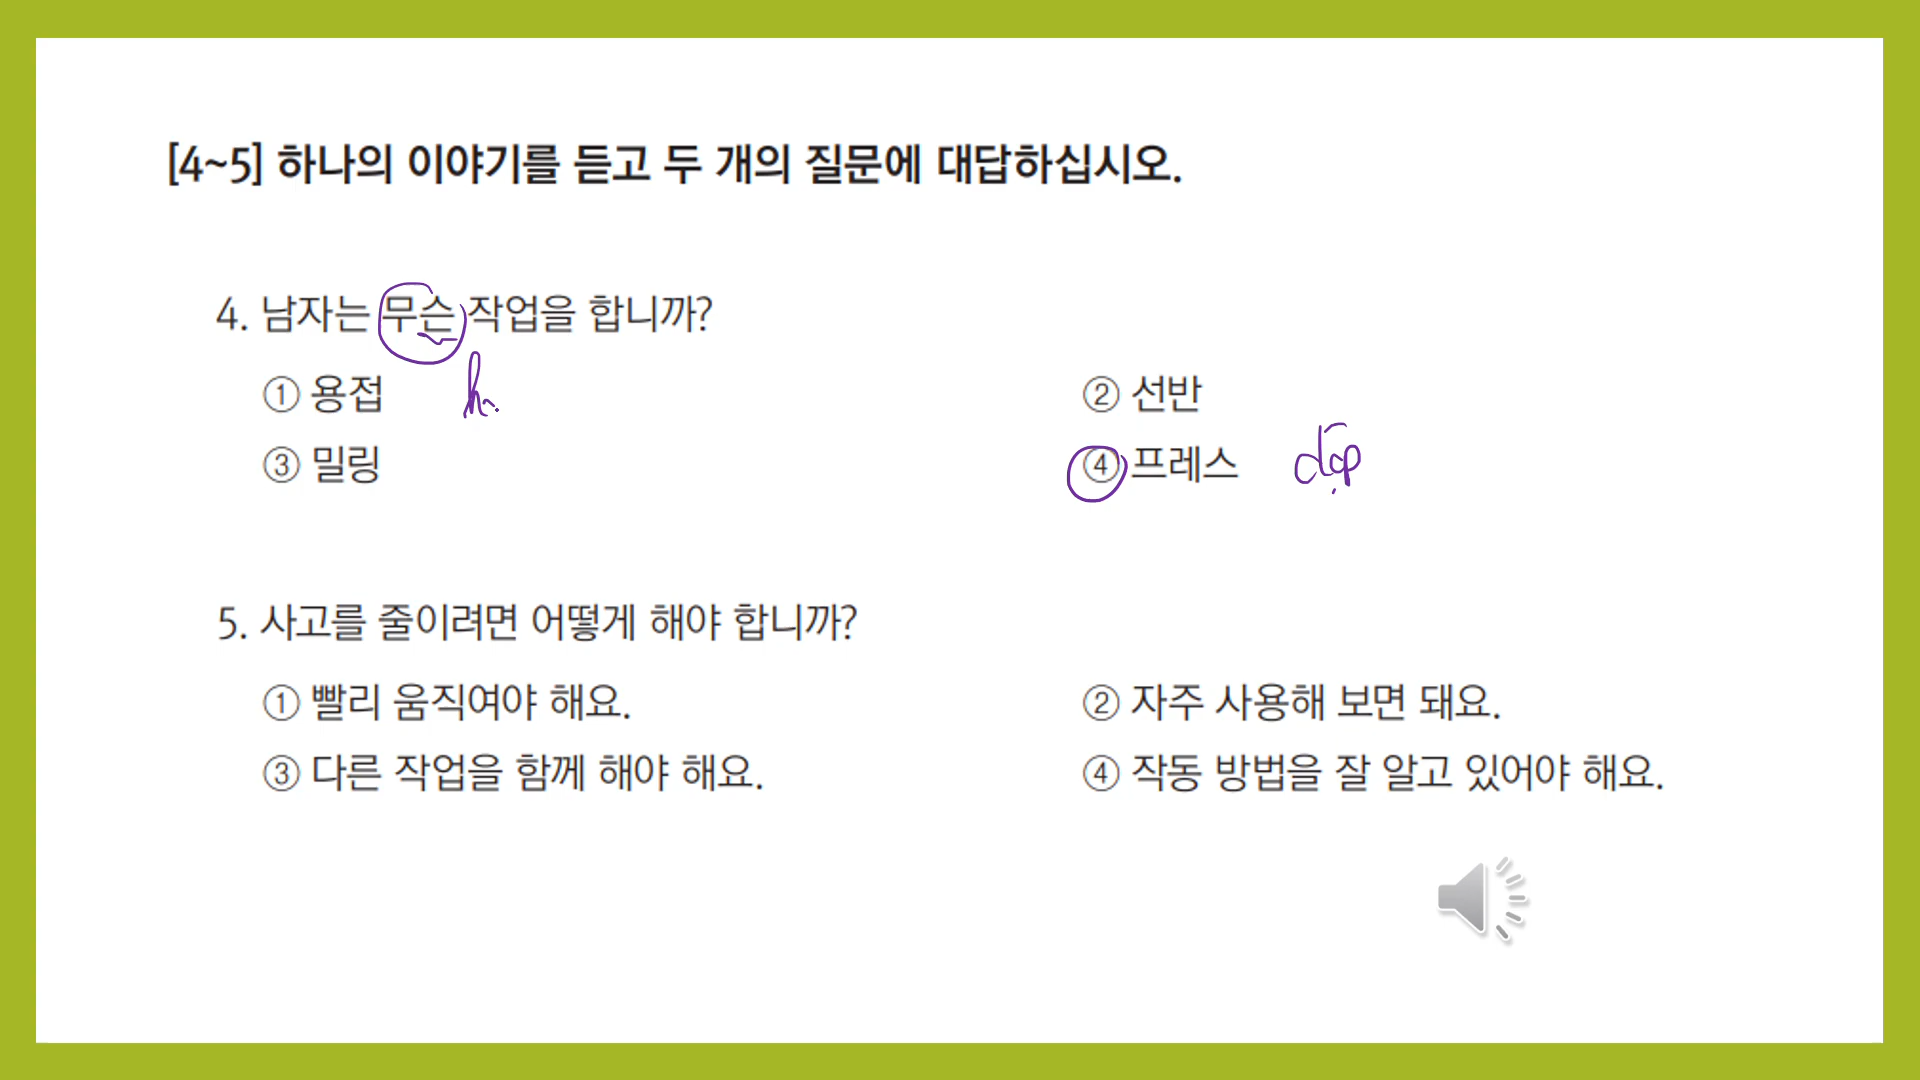 [4~5] 하나의 이야기를 듣고 두 개의 질문에 대답하십시오.
4. 남자는 무슨 작업을 합니까?
① 용접
② 선반
③ 밀링
④ 프레스 dập
5. 사고를 줄이려면 어떻게 해야 합니까?
① 빨리 움직여야 해요.
② 자주 사용해 보면 돼요.
③ 다른 작업을 함께 해야 해요.
④ 작동 방법을 잘 알고 있어야 해요.